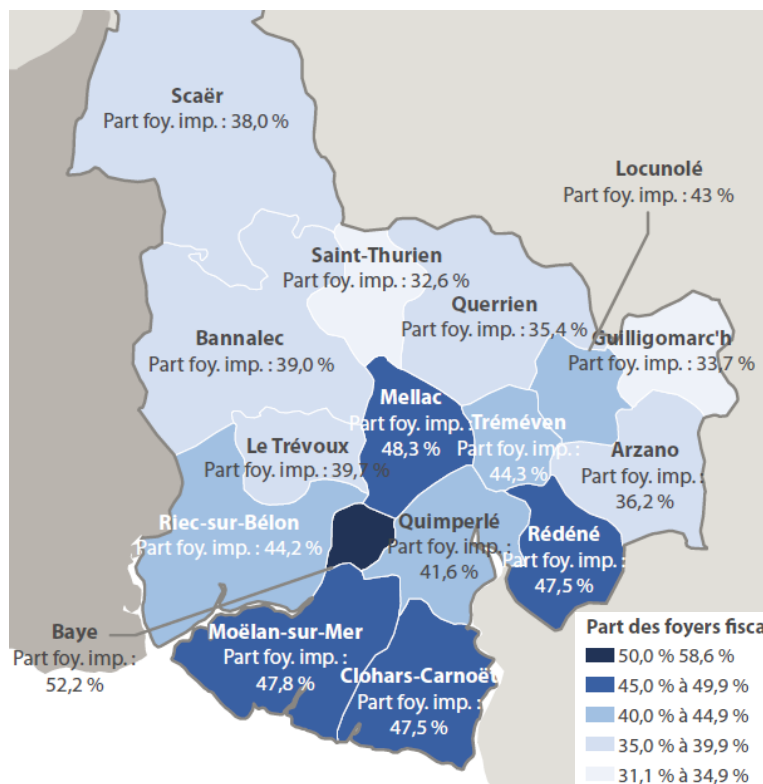 Scaër
Part foy. imp. : 38,0 %
Locunolé
Part foy. imp. : 43 %
Saint-Thurien
Part foy. imp. : 32,6 %
Querrien
Part foy. imp. : 35,4 %
Bannalec
Part foy. imp. : 39,0 %
Guilligomarc'h
Part foy. imp. : 33,7 %
Mellac
Part foy. imp. :
48,3 %
Tréméven
Part foy. imp. :
44,3 %
Le Trévoux
Part foy. imp. : 39,7 %
Arzano
Part foy. imp. :
36,2 %
Riec-sur-Bélon
Part foy. imp. : 44,2 %
Quimperlé
Part foy. imp. :
41,6 %
Rédéné
Part foy. imp. :
47,5 %
Baye
Part foy. imp. :
52,2 %
Moëlan-sur-Mer
Part foy. imp. :
47,8 %
Clohars-Carnoët
Part foy. imp. :
47,5 %
Part des foyers fisca
50,0 % 58,6 %
45,0 % à 49,9 %
40,0 % à 44,9 %
35,0 % à 39,9 %
31,1 % à 34,9 %